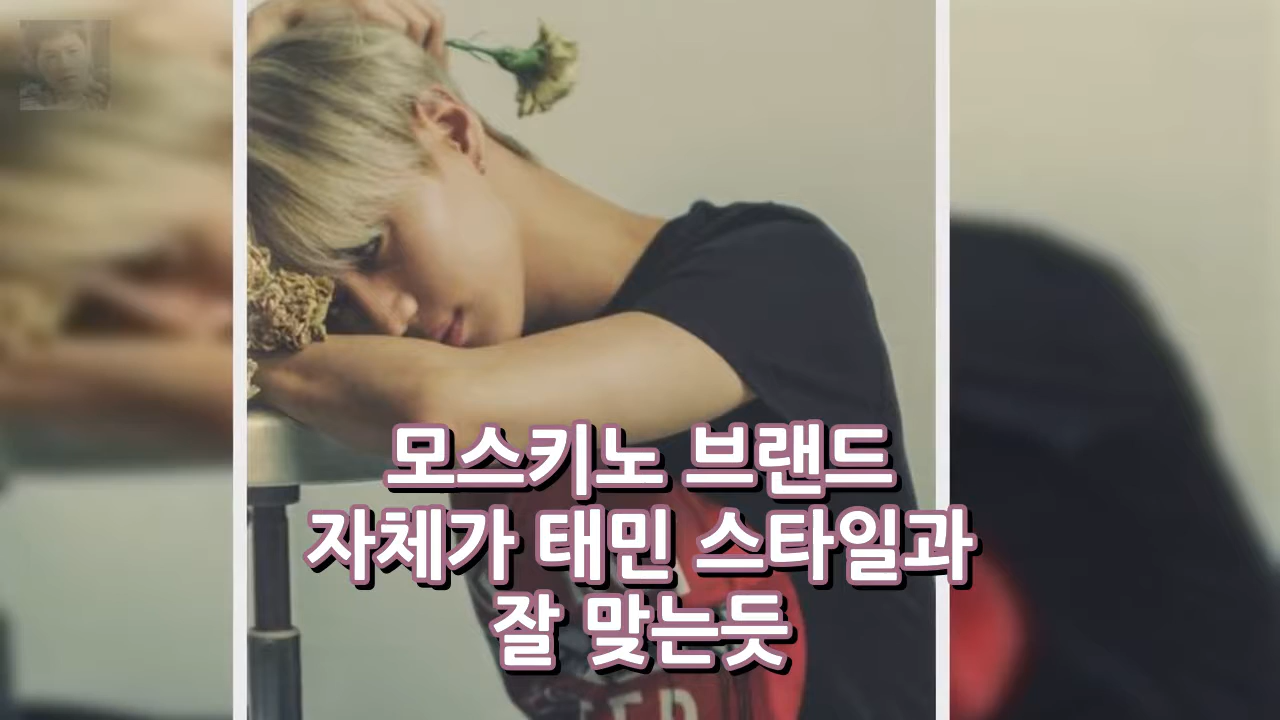 모스키노 브랜드
자체가 태민 스타일과
잘 맞는듯